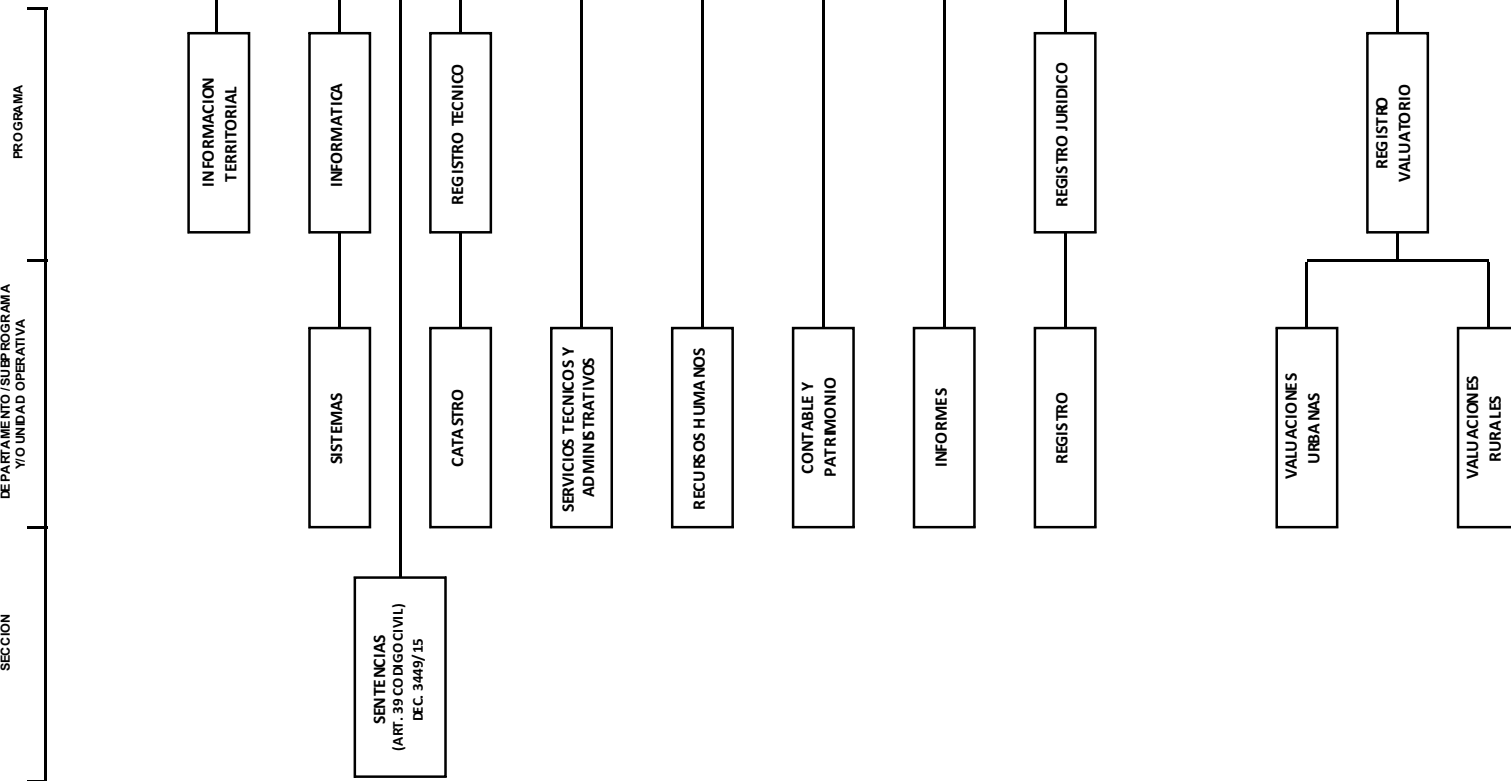 PROGRAMA
INFORMACION
TERRITORIAL
INFORMATICA
REGISTRO TECNICO
REGISTRO JURIDICO
REGISTRO
VALUATORIO
DEPARTAMENTO / SUBPROGRAMA
Y/O UNIDAD OPERATIVA
SISTEMAS
CATASTRO
SERVICIOS TECNICOS Y
ADMINISTRATIVOS
RECURSOS HUMANOS
CONTABLE Y
PATRIMONIO
INFORMES
REGISTRO
VALUACIONES
URBANAS
VALUACIONES
RURALES
SECCION
SENTENCIAS
(ART. 39 CODIGO CIVIL)
DEC. 3449/15